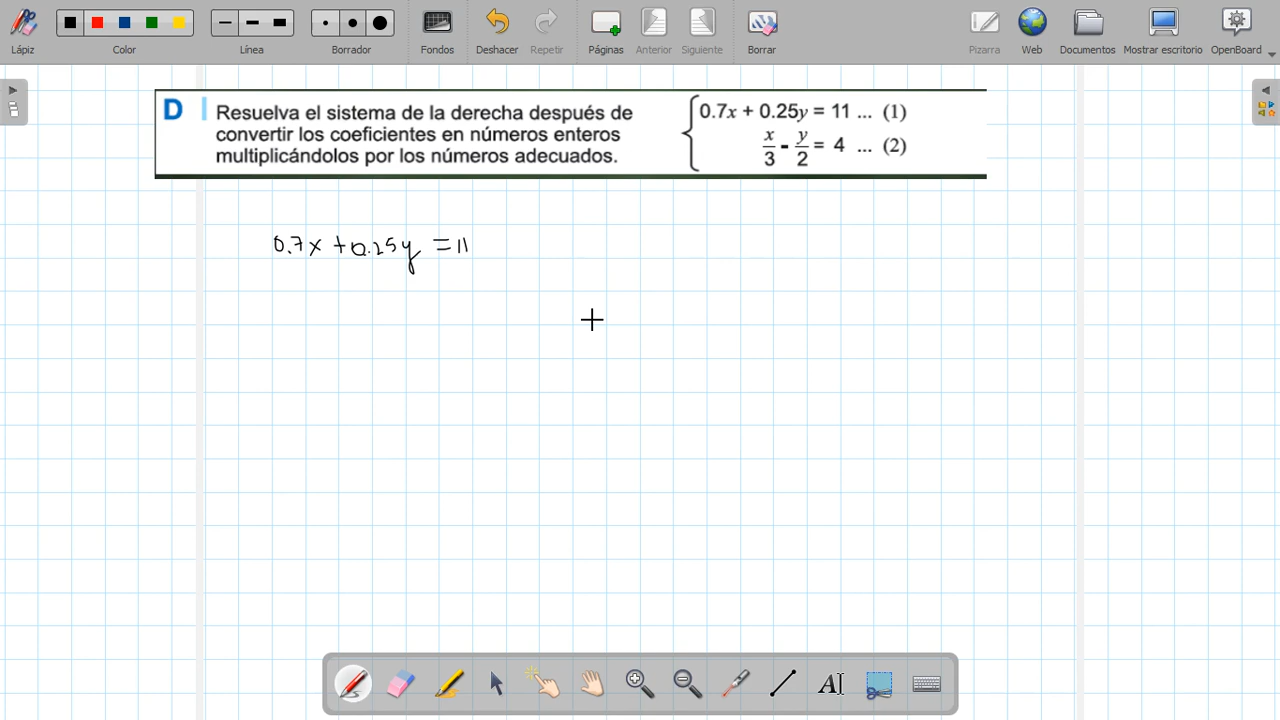 Lápiz Color Línea Borrador Fondos Deshacer Repetir Páginas Anterior Siguiente Borrar Pizarra Web Documentos Mostrar escritorio OpenBoard
D Resuelva el sistema de la derecha después de
convertir los coeficientes en números enteros
multiplicándolos por los números adecuados.
0.7x + 0.25y = 11 ... (1)
x/3 - y/2 = 4 ... (2)
0.7x + 0.25y = 11